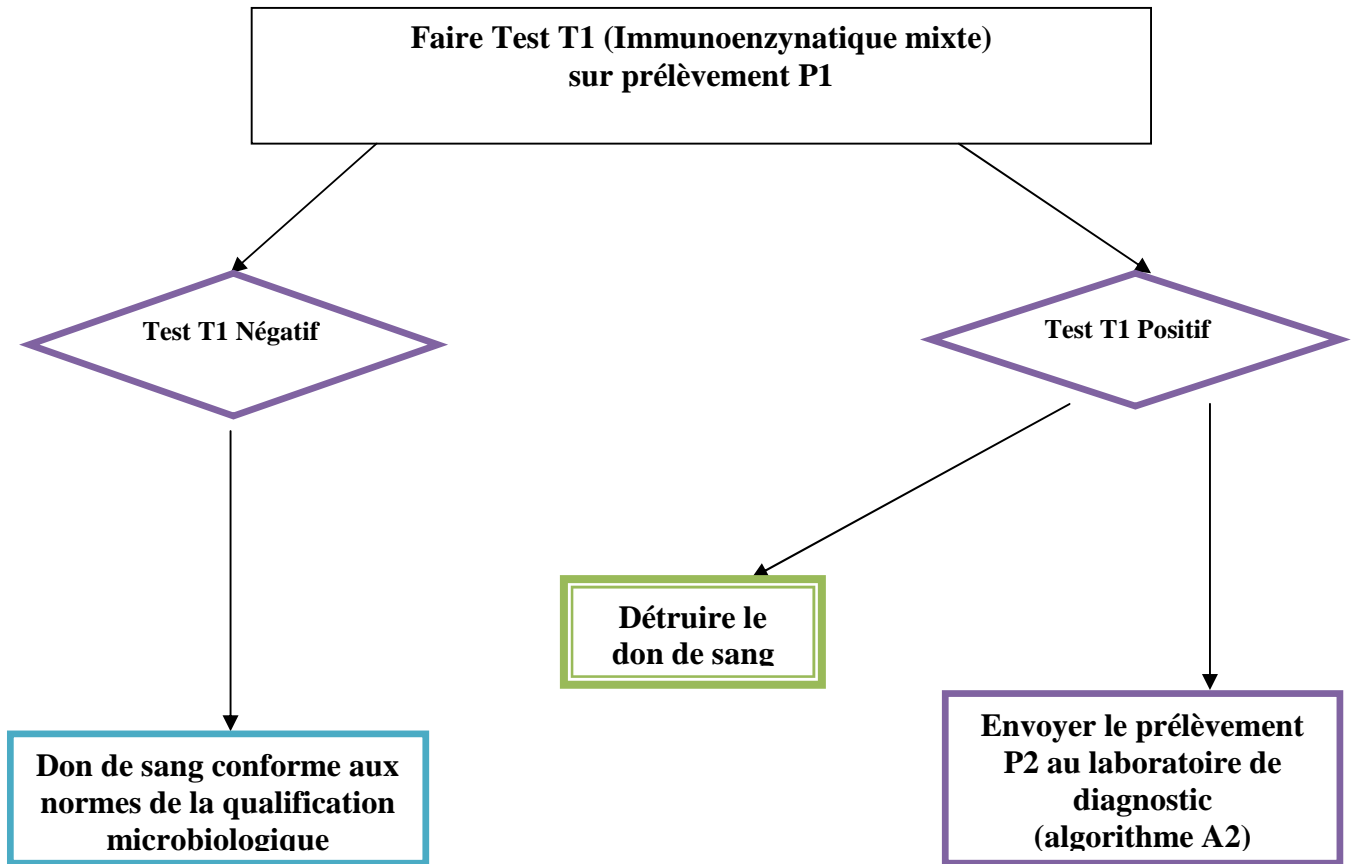 Faire Test T1 (Immunoenzynatique mixte)
sur prélèvement P1
Test T1 Négatif
Test T1 Positif
Détruire le
don de sang
Don de sang conforme aux
normes de la qualification
microbiologique
Envoyer le prélèvement
P2 au laboratoire de
diagnostic
(algorithme A2)